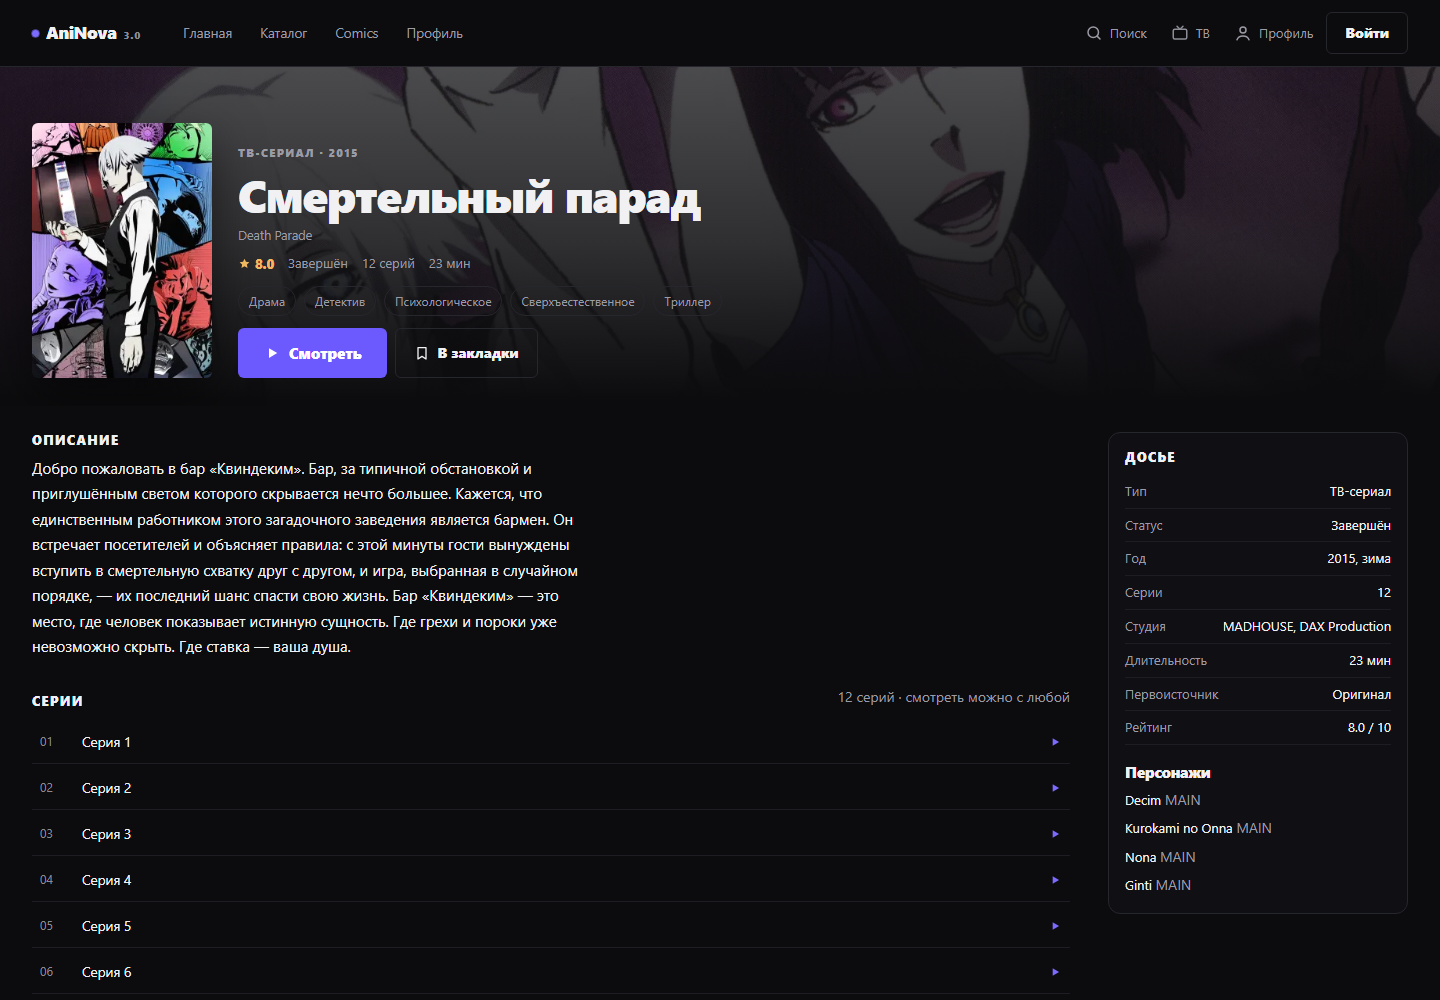 AniNova 3.0
Главная
Каталог
Comics
Профиль
Поиск
ТВ
Профиль
Войти
ТВ-СЕРИАЛ · 2015
Смертельный парад
Death Parade
★ 8.0 Завершён 12 серий 23 мин
Драма Детектив Психологическое Сверхъестественное Триллер
Смотреть
В закладки
ОПИСАНИЕ
Добро пожаловать в бар «Квиндеким». Бар, за типичной обстановкой и
приглушённым светом которого скрывается нечто большее. Кажется, что
единственным работником этого загадочного заведения является бармен. Он
встречает посетителей и объясняет правила: с этой минуты гости вынуждены
вступить в смертельную схватку друг с другом, и игра, выбранная в случайном
порядке, — их последний шанс спасти свою жизнь. Бар «Квиндеким» — это
место, где человек показывает истинную сущность. Где грехи и пороки уже
невозможно скрыть. Где ставка — ваша душа.
СЕРИИ
12 серий · смотреть можно с любой
01 Серия 1
02 Серия 2
03 Серия 3
04 Серия 4
05 Серия 5
06 Серия 6
ДОСЬЕ
Тип ТВ-сериал
Статус Завершён
Год 2015, зима
Серии 12
Студия MADHOUSE, DAX Production
Длительность 23 мин
Первоисточник Оригинал
Рейтинг 8.0 / 10
Персонажи
Decim MAIN
Kurokami no Onna MAIN
Nona MAIN
Ginti MAIN